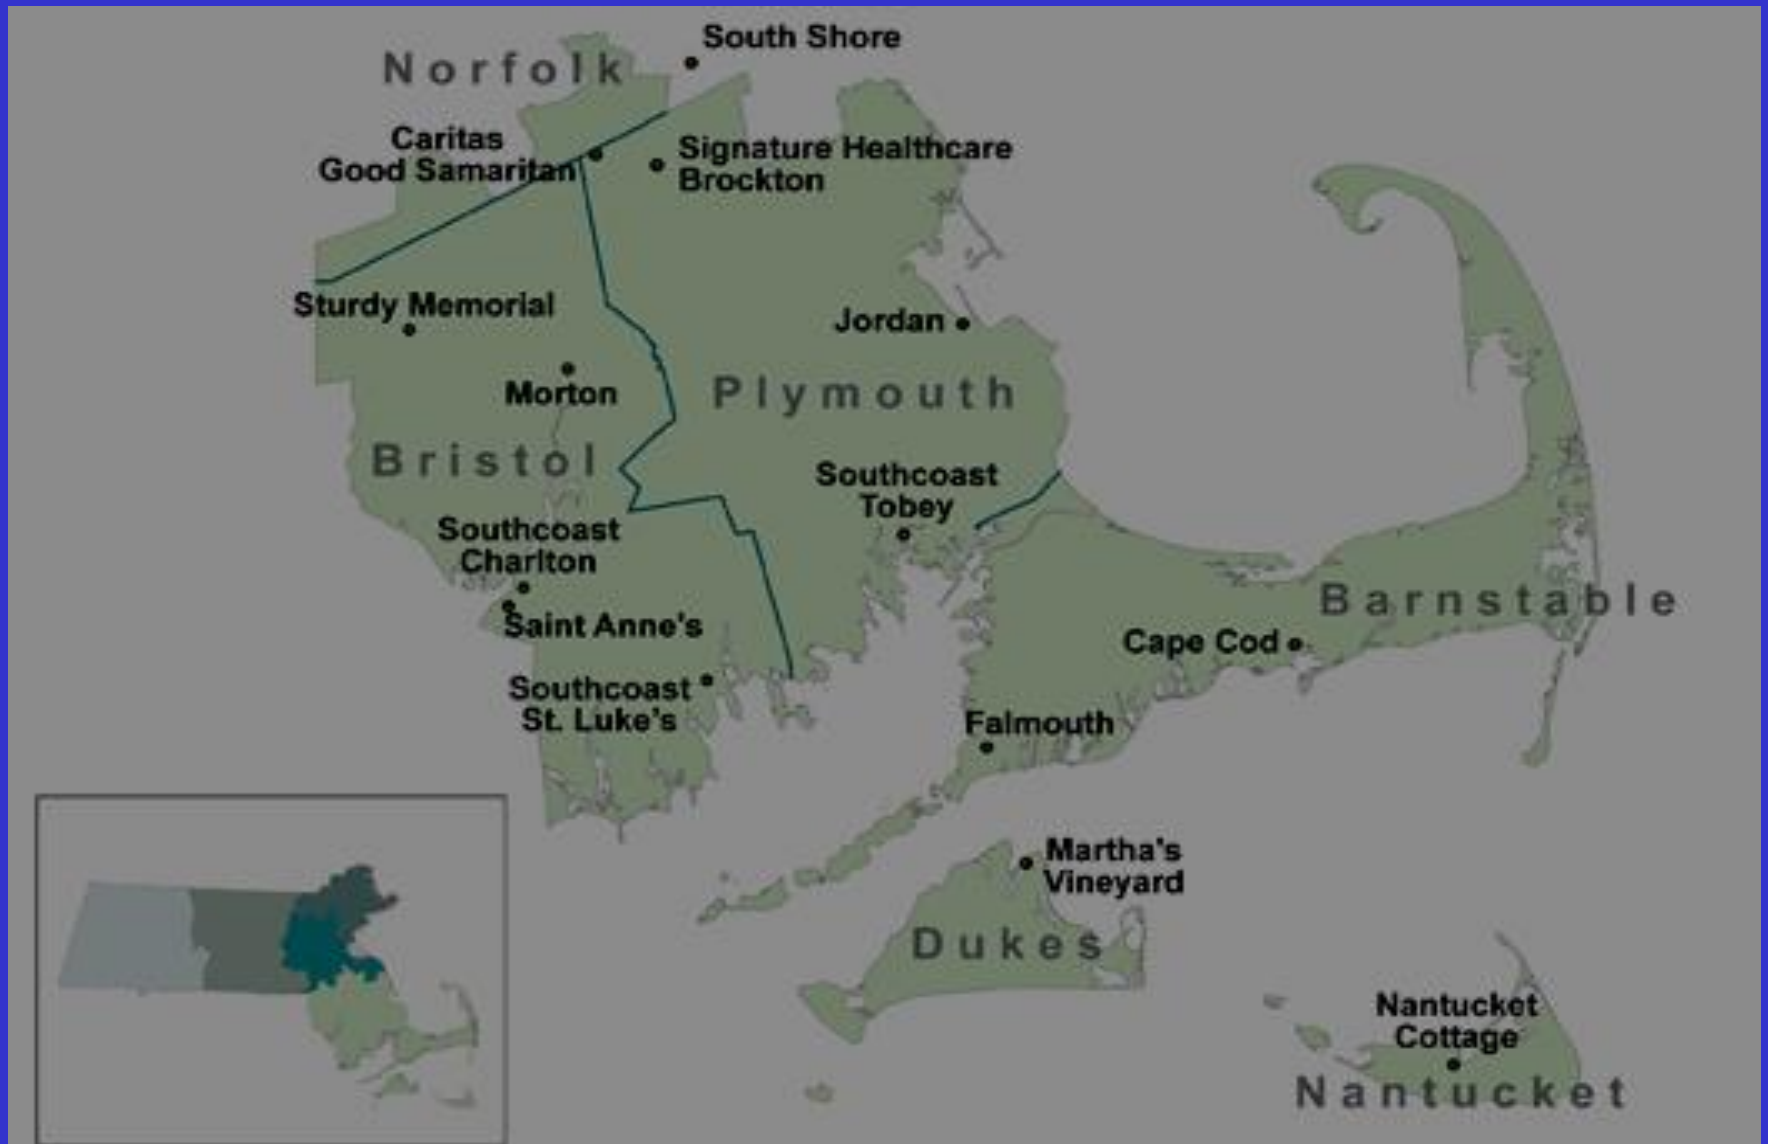 South Shore
Norfolk
Caritas
Good Samaritan
Signature Healthcare
Brockton
Sturdy Memorial
Jordan
Morton
Plymouth
Bristol
Southcoast
Tobey
Southcoast
Charlton
Barnstable
Saint Anne's
Cape Cod
Southcoast
St. Luke's
Falmouth
Martha's
Vineyard
Dukes
Nantucket
Cottage
Nantucket